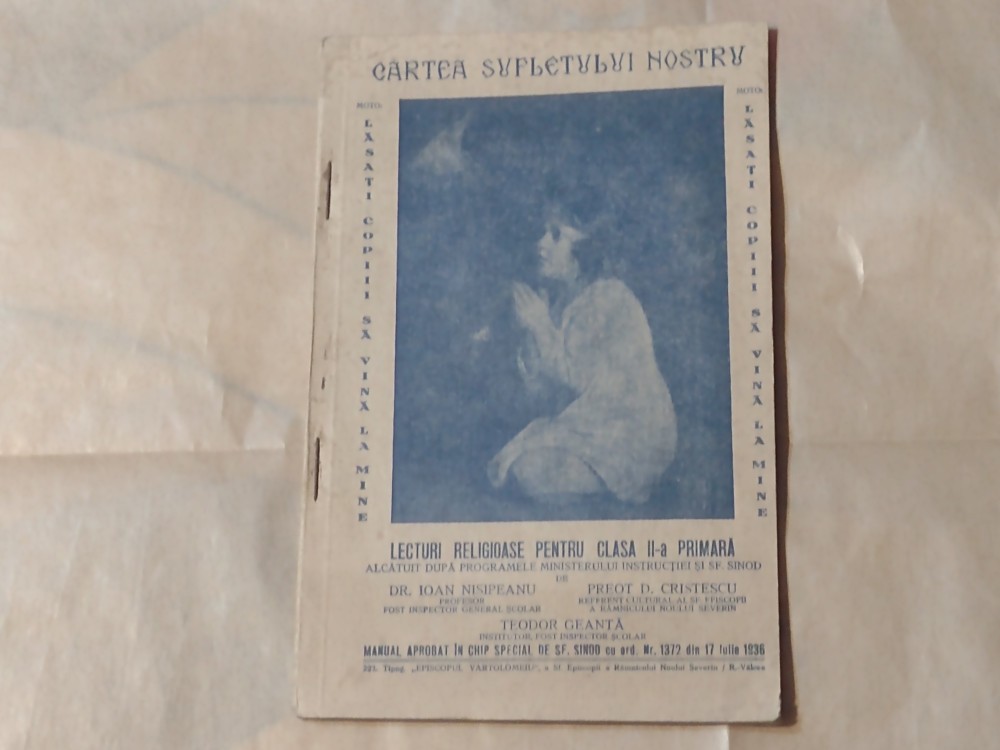 CARTEA SUFLETULUI NOSTRU
MOTO:
LĂSAȚI COPIII SĂ VINĂ LA MINE
MOTO:
LĂSAȚI COPIII SĂ VINĂ LA MINE
LECTURI RELIGIOASE PENTRU CLASA II-a PRIMARĂ
ALCĂTUIT DUPĂ PROGRAMELE MINISTERULUI INSTRUCȚIEI ȘI SF. SINOD
DE
DR. IOAN NISIPEANU PREOT D. CRISTESCU
PROFESOR REFERENT CULTURAL AL SF. EPISCOPII
FOST INSPECTOR GENERAL ȘCOLAR A RÂMNICULUI NOULUI SEVERIN
TEODOR GEANTĂ
INSTITUTOR, FOST INSPECTOR ȘCOLAR
MANUAL APROBAT ÎN CHIP SPECIAL DE SF. SINOD cu ord. Nr. 1372 din 17 Iulie 1936
Tipog. „EPISCOPUL VARTOLOMEIU", a Sf. Episcopii a Râmnicului Noului Severin / R. Vâlcea